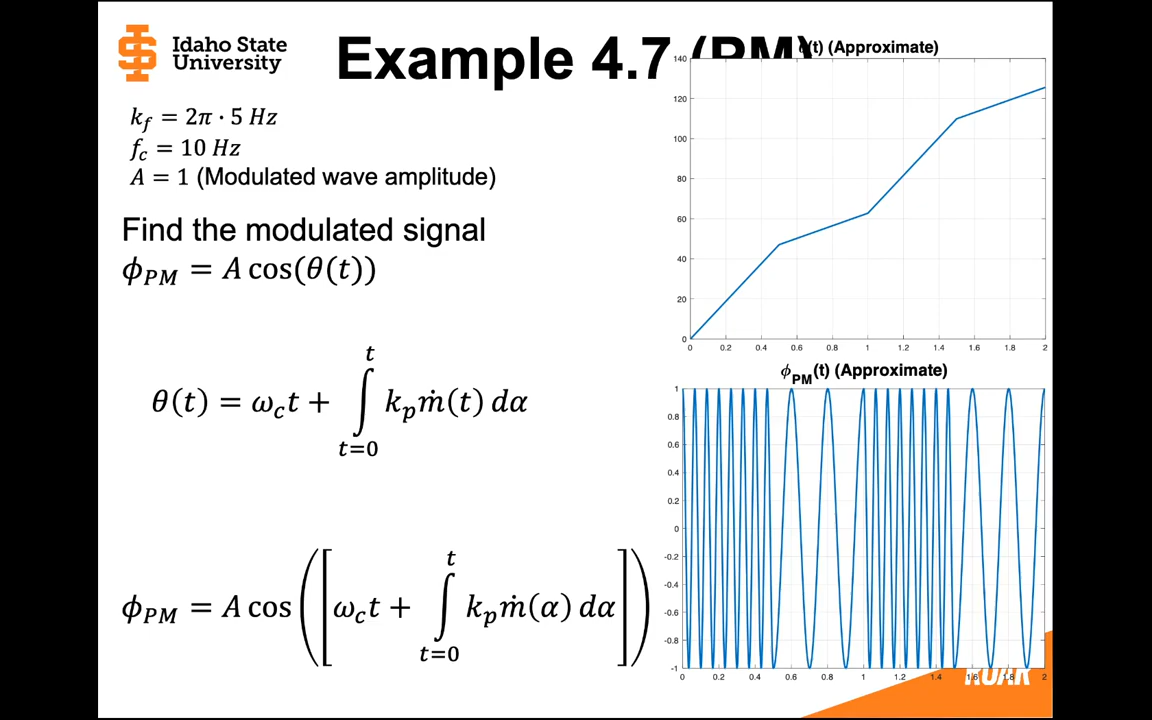 Idaho State
University
Example 4.7 (PM)
k_f = 2π · 5 Hz
f_c = 10 Hz
A = 1 (Modulated wave amplitude)
Find the modulated signal
ϕ_PM = A cos(θ(t))
θ(t) = ω_c t + ∫_{t=0}^{t} k_p ṁ(t) dα
ϕ_PM = A cos([ω_c t + ∫_{t=0}^{t} k_p ṁ(α) dα])
(t) (Approximate)
140
120
100
80
60
40
20
0
0 0.2 0.4 0.6 0.8 1 1.2 1.4 1.6 1.8 2
ϕ_PM(t) (Approximate)
1
0.8
0.6
0.4
0.2
0
-0.2
-0.4
-0.6
-0.8
-1
0 0.2 0.4 0.6 0.8 1 1.2 1.4 1.6 1.8 2
ROAR